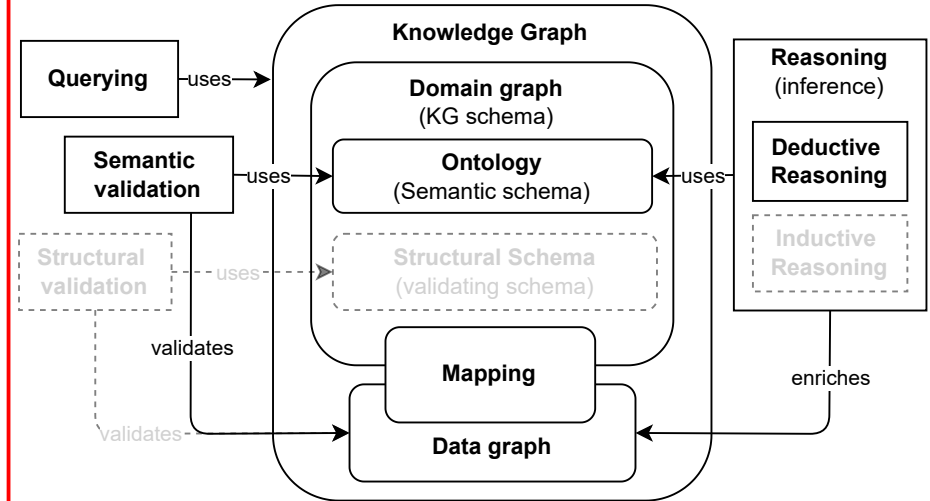 Knowledge Graph
Querying
uses
Domain graph
(KG schema)
Reasoning
(inference)
Semantic
validation
uses
Ontology
(Semantic schema)
uses
Deductive
Reasoning
Structural
validation
uses
Structural Schema
(validating schema)
Inductive
Reasoning
validates
Mapping
enriches
validates
Data graph